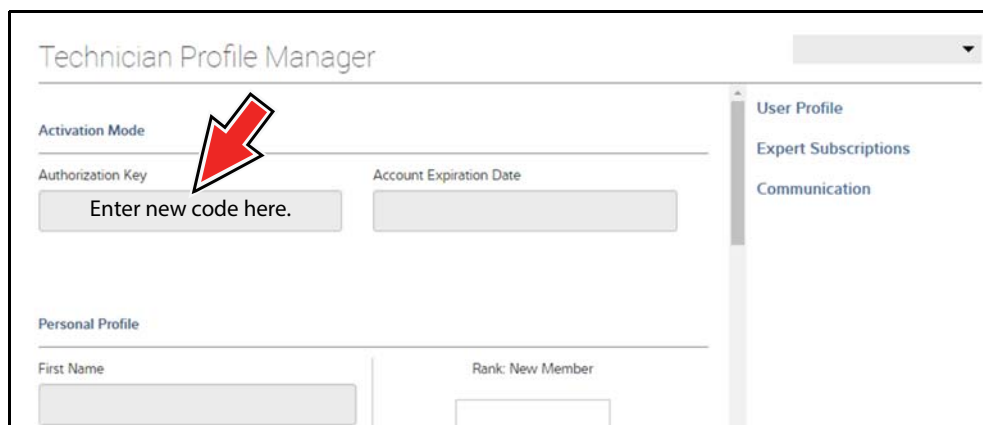 Technician Profile Manager
Activation Mode
Authorization Key
Account Expiration Date
Enter new code here.
Personal Profile
First Name
Rank: New Member
User Profile
Expert Subscriptions
Communication